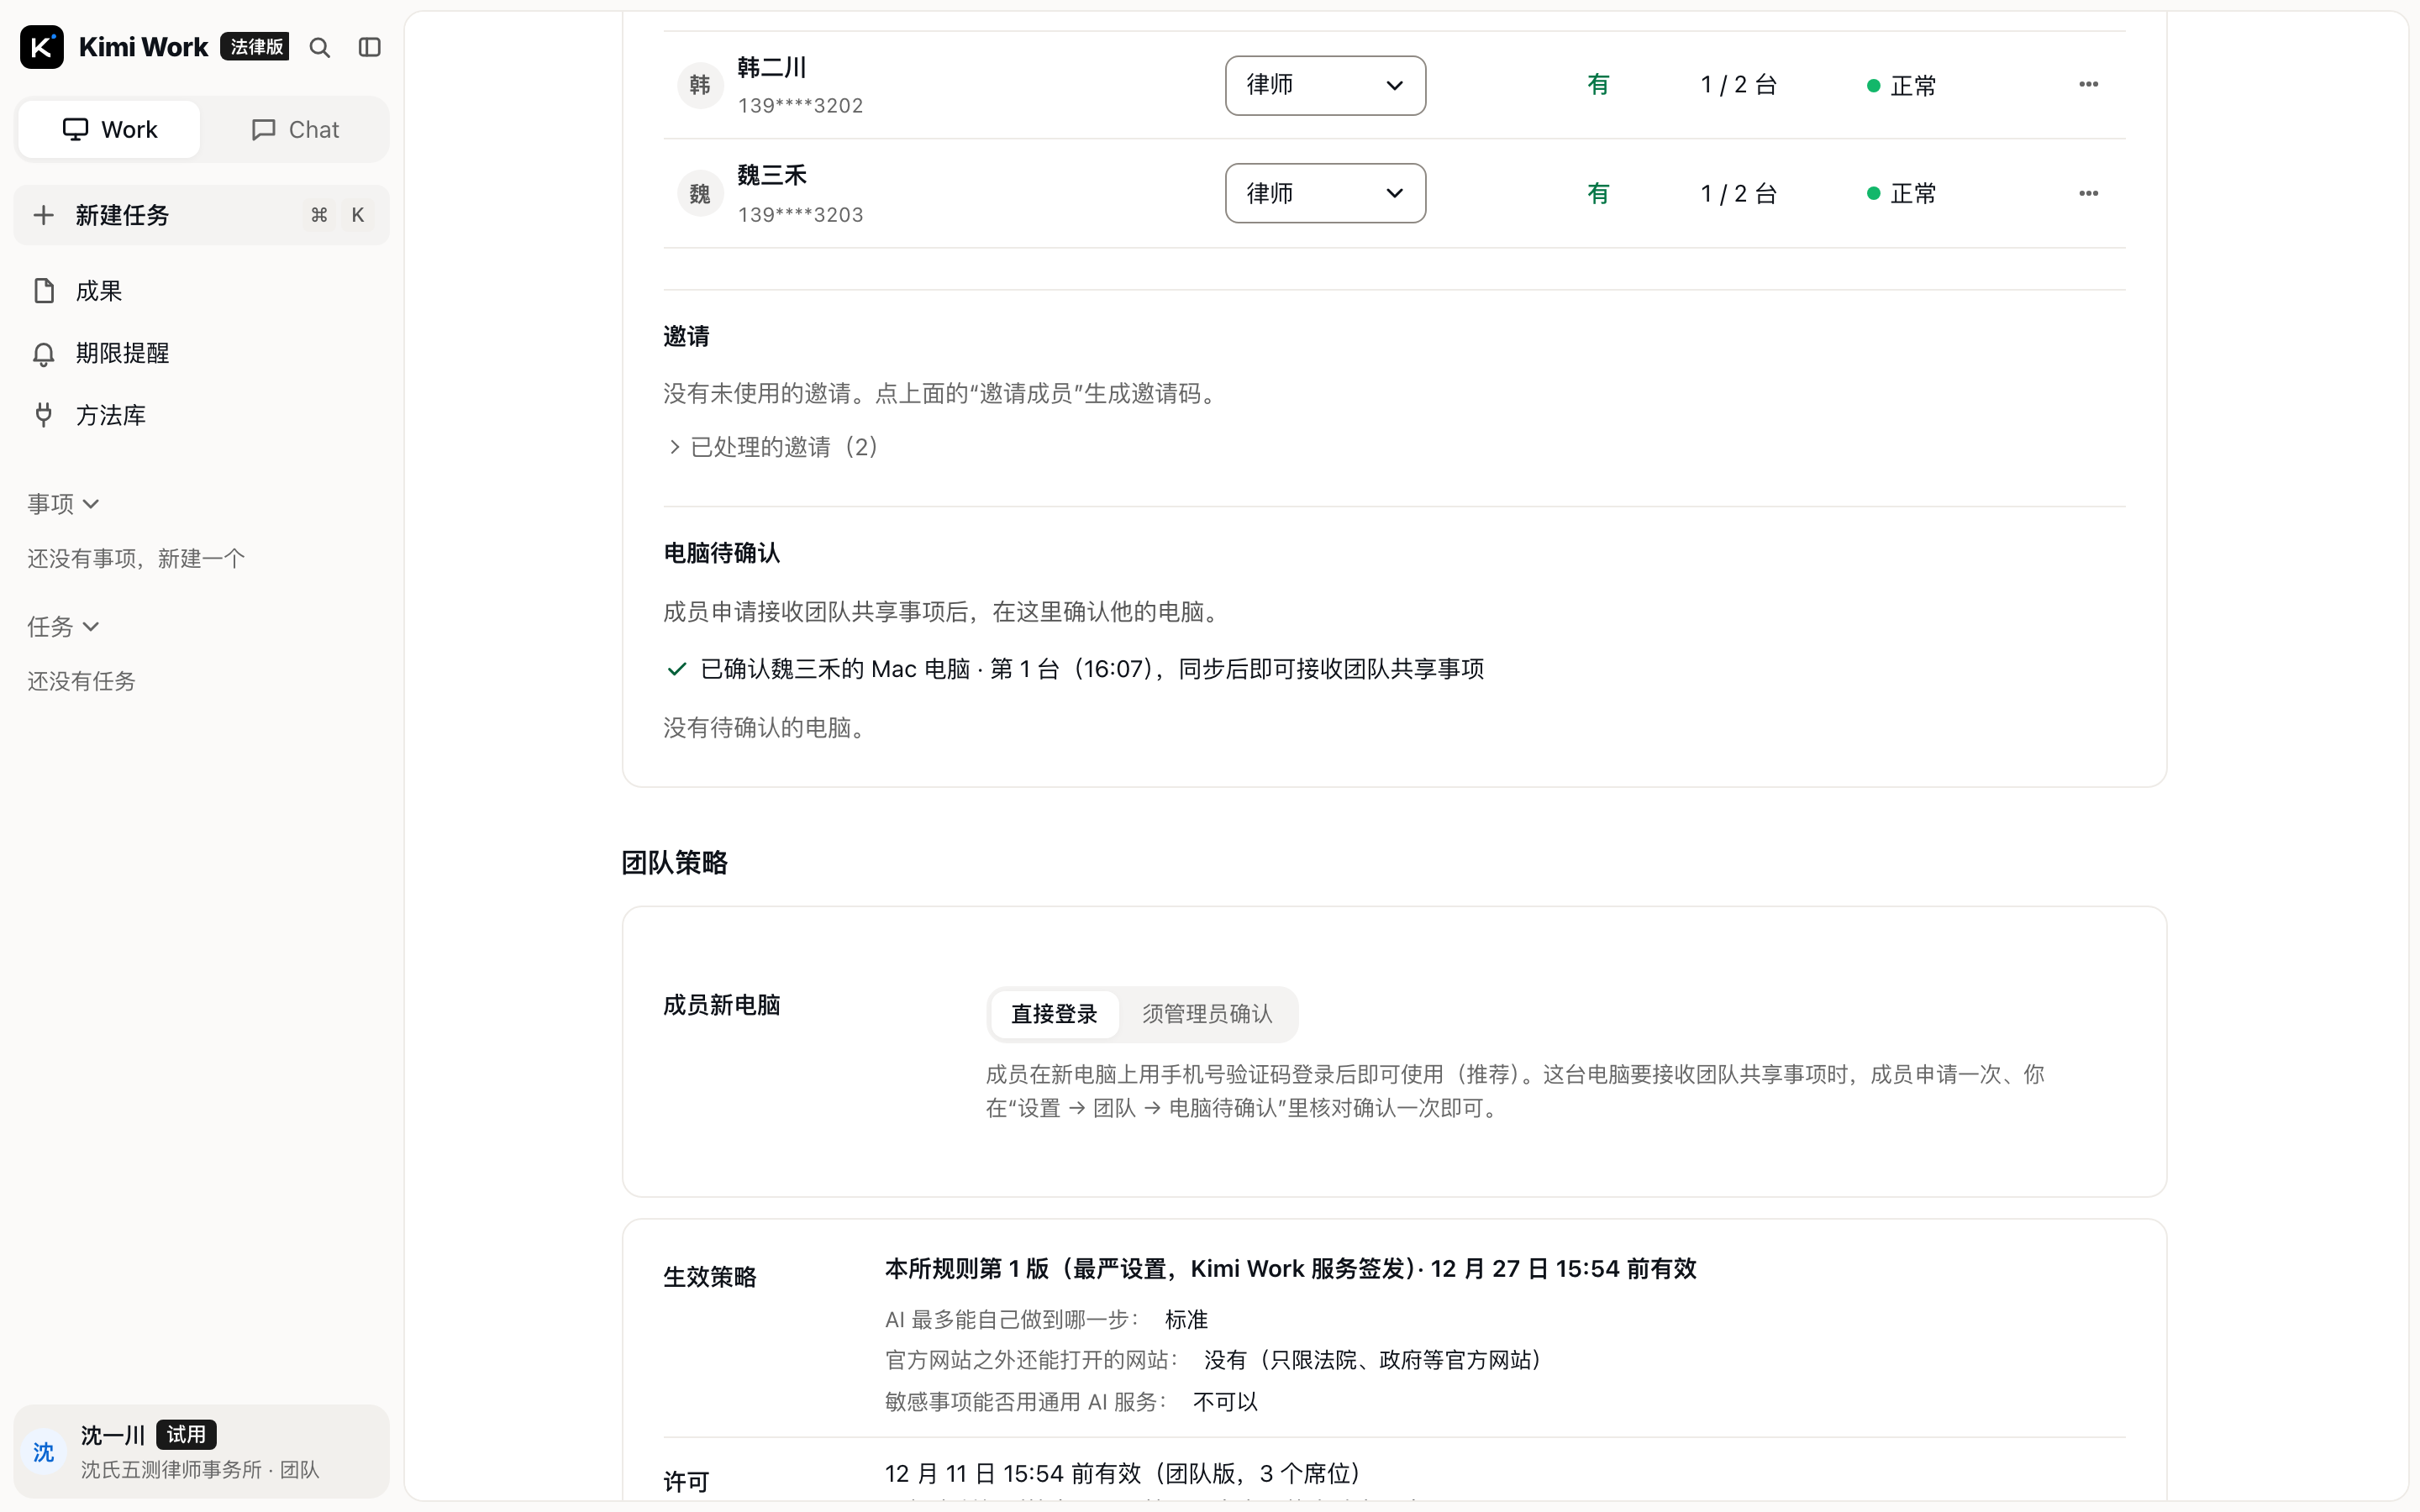 Kimi Work 法律版
Work
Chat
新建任务 ⌘ K
成果
期限提醒
方法库
事项
还没有事项，新建一个
任务
还没有任务
沈 沈一川 试用
沈氏五测律师事务所 · 团队
韩 韩二川 律师 有 1 / 2 台 正常
139****3202
魏 魏三禾 律师 有 1 / 2 台 正常
139****3203
邀请
没有未使用的邀请。点上面的“邀请成员”生成邀请码。
已处理的邀请（2）
电脑待确认
成员申请接收团队共享事项后，在这里确认他的电脑。
已确认魏三禾的 Mac 电脑 · 第 1 台（16:07），同步后即可接收团队共享事项
没有待确认的电脑。
团队策略
成员新电脑 直接登录 须管理员确认
成员在新电脑上用手机号验证码登录后即可使用（推荐）。这台电脑要接收团队共享事项时，成员申请一次、你
在“设置 → 团队 → 电脑待确认”里核对确认一次即可。
生效策略 本所规则第 1 版（最严设置，Kimi Work 服务签发）· 12 月 27 日 15:54 前有效
AI 最多能自己做到哪一步： 标准
官方网站之外还能打开的网站： 没有（只限法院、政府等官方网站）
敏感事项能否用通用 AI 服务： 不可以
许可 12 月 11 日 15:54 前有效（团队版，3 个席位）